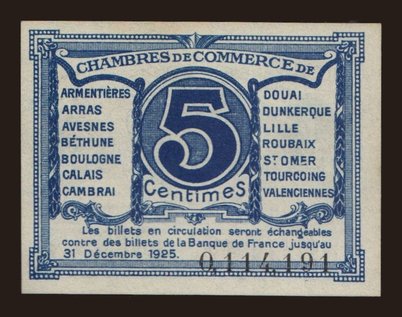 CHAMBRES DE COMMERCE DE
ARMENTIÈRES
ARRAS
AVESNES
BÉTHUNE
BOULOGNE
CALAIS
CAMBRAI
5
Centimes
DOUAI
DUNKERQUE
LILLE
ROUBAIX
ST OMER
TOURCOING
VALENCIENNES
Les billets en circulation seront échangeables
contre des billets de la Banque de France jusqu'au
31 Décembre 1925.
0,114,191